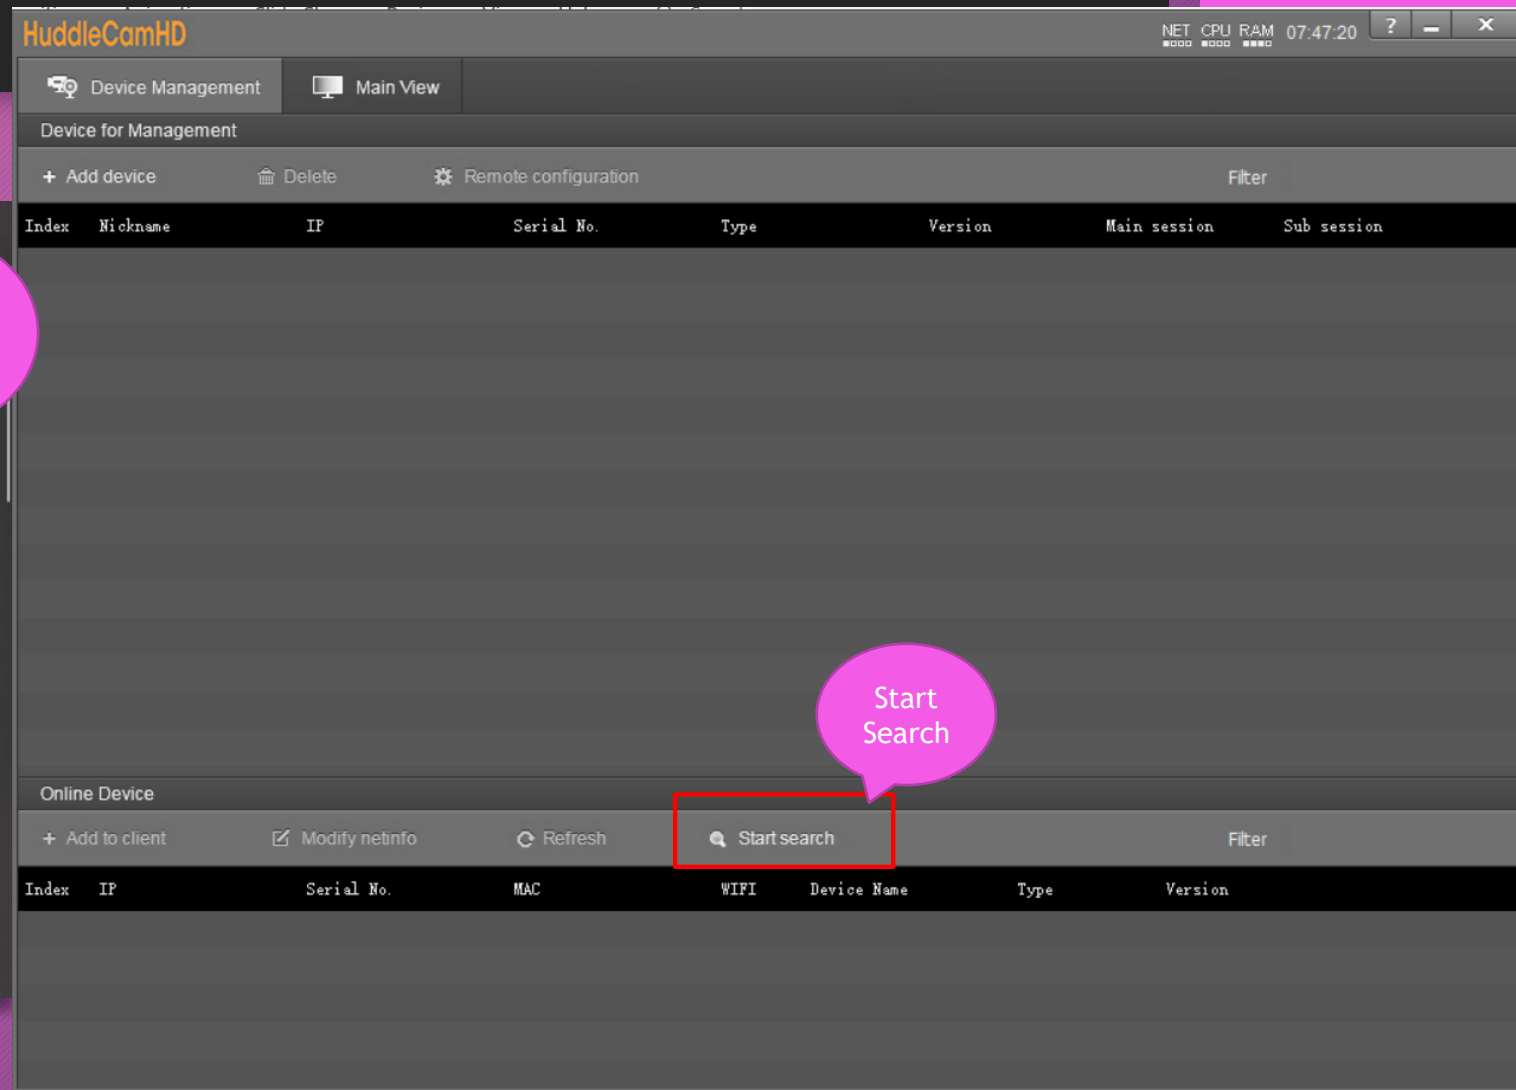 HuddleCamHD
NET CPU RAM 07:47:20 ?
Device Management Main View
Device for Management
+ Add device Delete Remote configuration Filter
Index Nickname IP Serial No. Type Version Main session Sub session
Start
Search
Online Device
+ Add to client Modify netinfo Refresh Start search Filter
Index IP Serial No. MAC WIFI Device Name Type Version